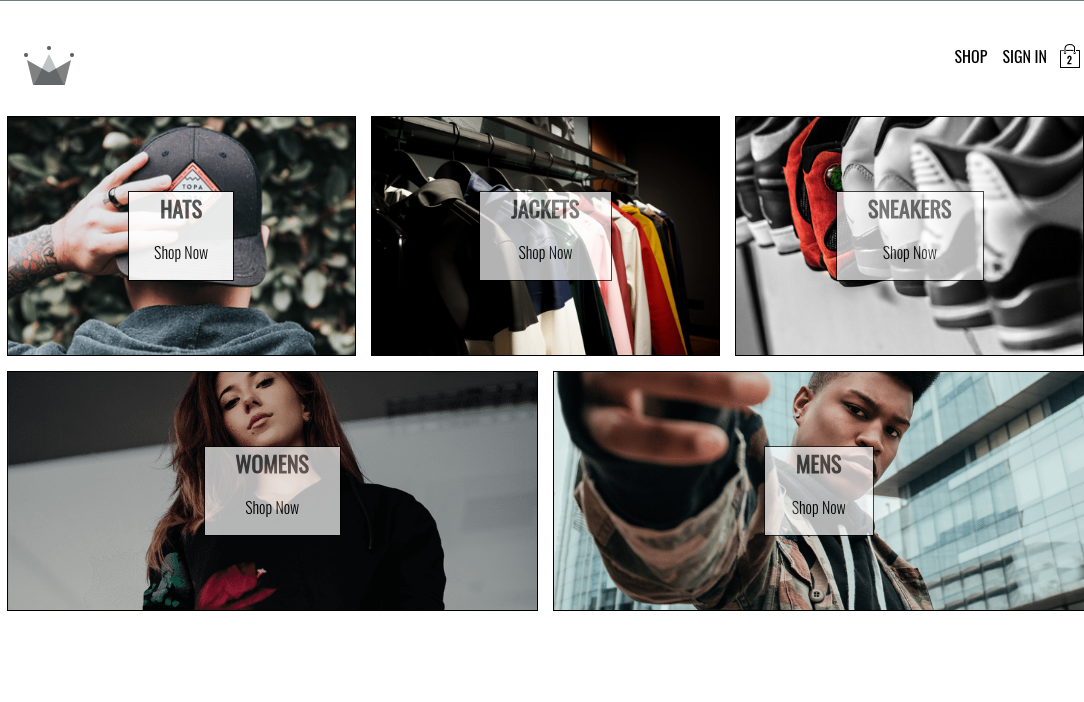 SHOP SIGN IN 2
TOPA
HATS
Shop Now
JACKETS
Shop Now
SNEAKERS
Shop Now
WOMENS
Shop Now
MENS
Shop Now